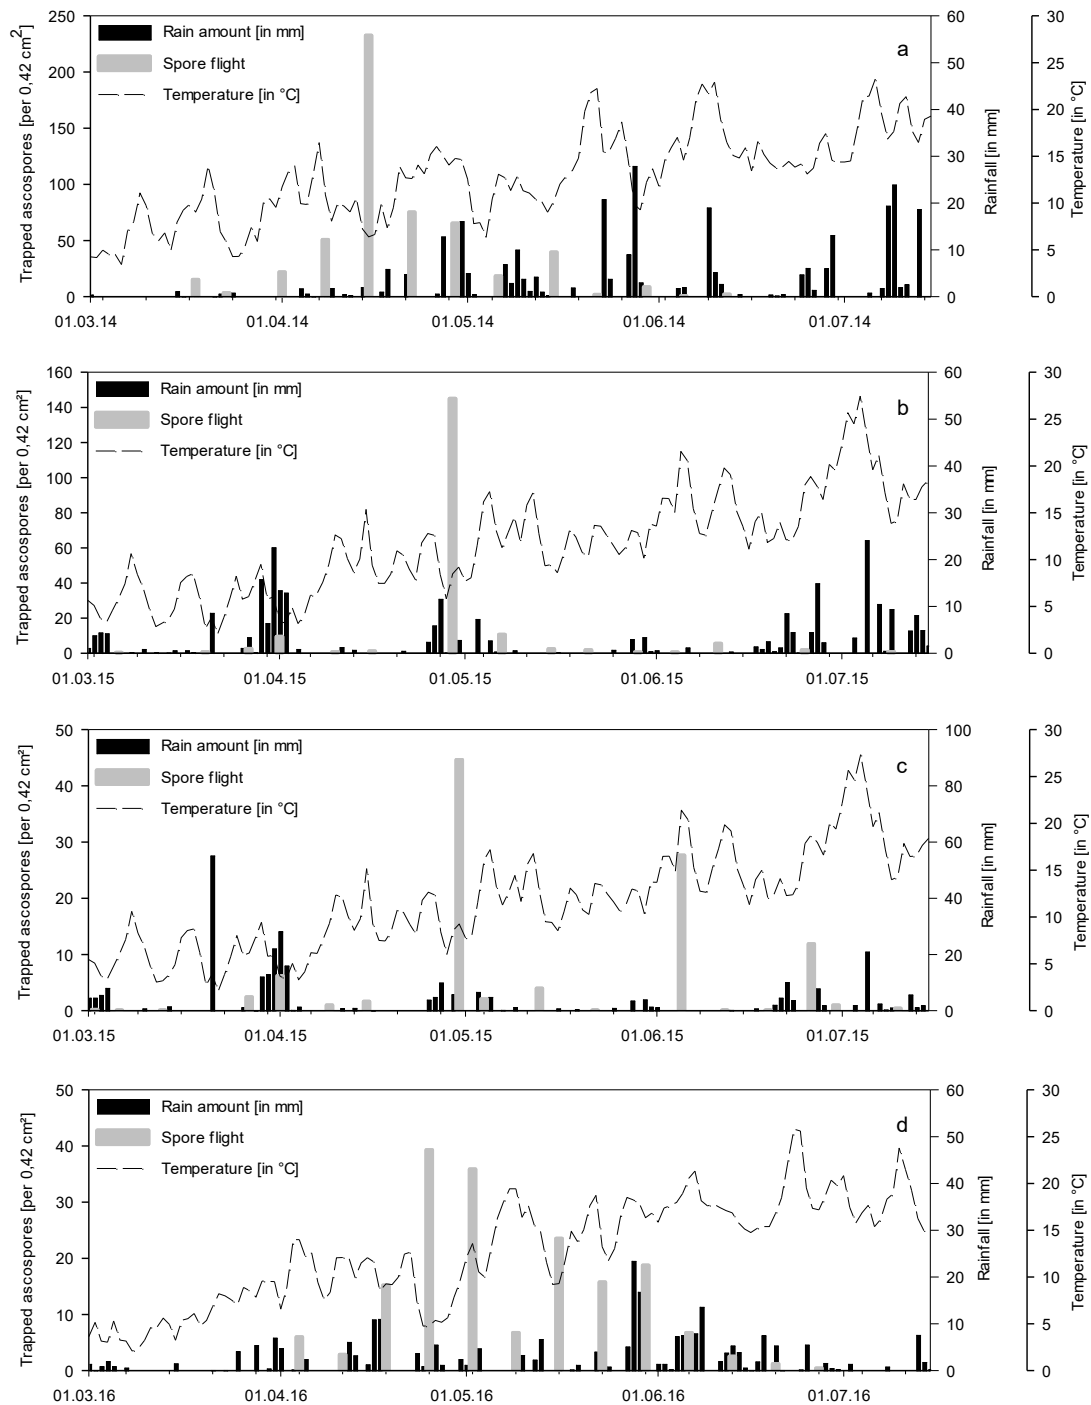 Trapped ascospores [per 0,42 cm2]
250
200
150
100
50
0
Rain amount [in mm]
Spore flight
Temperature [in °C]
a
60
50
40
30
20
10
0
Rainfall [in mm)
30
25
20
15
10
5
0
Temperature [in °C]
01.03.14 01.04.14 01.05.14 01.06.14 01.07.14
Trapped ascospores [per 0,42 cm²]
160
140
120
100
80
60
40
20
0
Rain amount [in mm]
Spore flight
Temperature [in °C]
b
60
50
40
30
20
10
0
Rainfall [in mm)
30
25
20
15
10
5
0
Temperature [in °C]
01.03.15 01.04.15 01.05.15 01.06.15 01.07.15
Trapped ascospores [per 0,42 cm²]
50
40
30
20
10
0
Rain amount [in mm]
Spore flight
Temperature [in °C]
c
100
80
60
40
20
0
Rainfall [in mm)
30
25
20
15
10
5
0
Temperature [in °C]
01.03.15 01.04.15 01.05.15 01.06.15 01.07.15
Trapped ascospores [per 0,42 cm²]
50
40
30
20
10
0
Rain amount [in mm]
Spore flight
Temperature [in °C]
d
60
50
40
30
20
10
0
Rainfall [in mm)
30
25
20
15
10
5
0
Temperature [in °C]
01.03.16 01.04.16 01.05.16 01.06.16 01.07.16